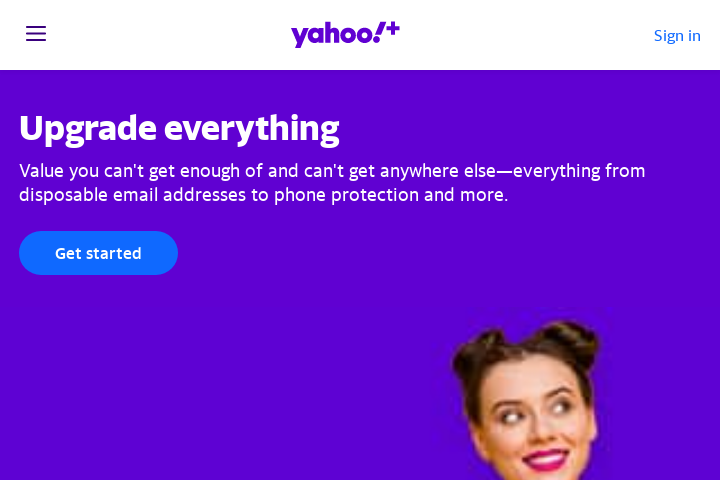 yahoo!+
Sign in
Upgrade everything
Value you can't get enough of and can't get anywhere else—everything from
disposable email addresses to phone protection and more.
Get started